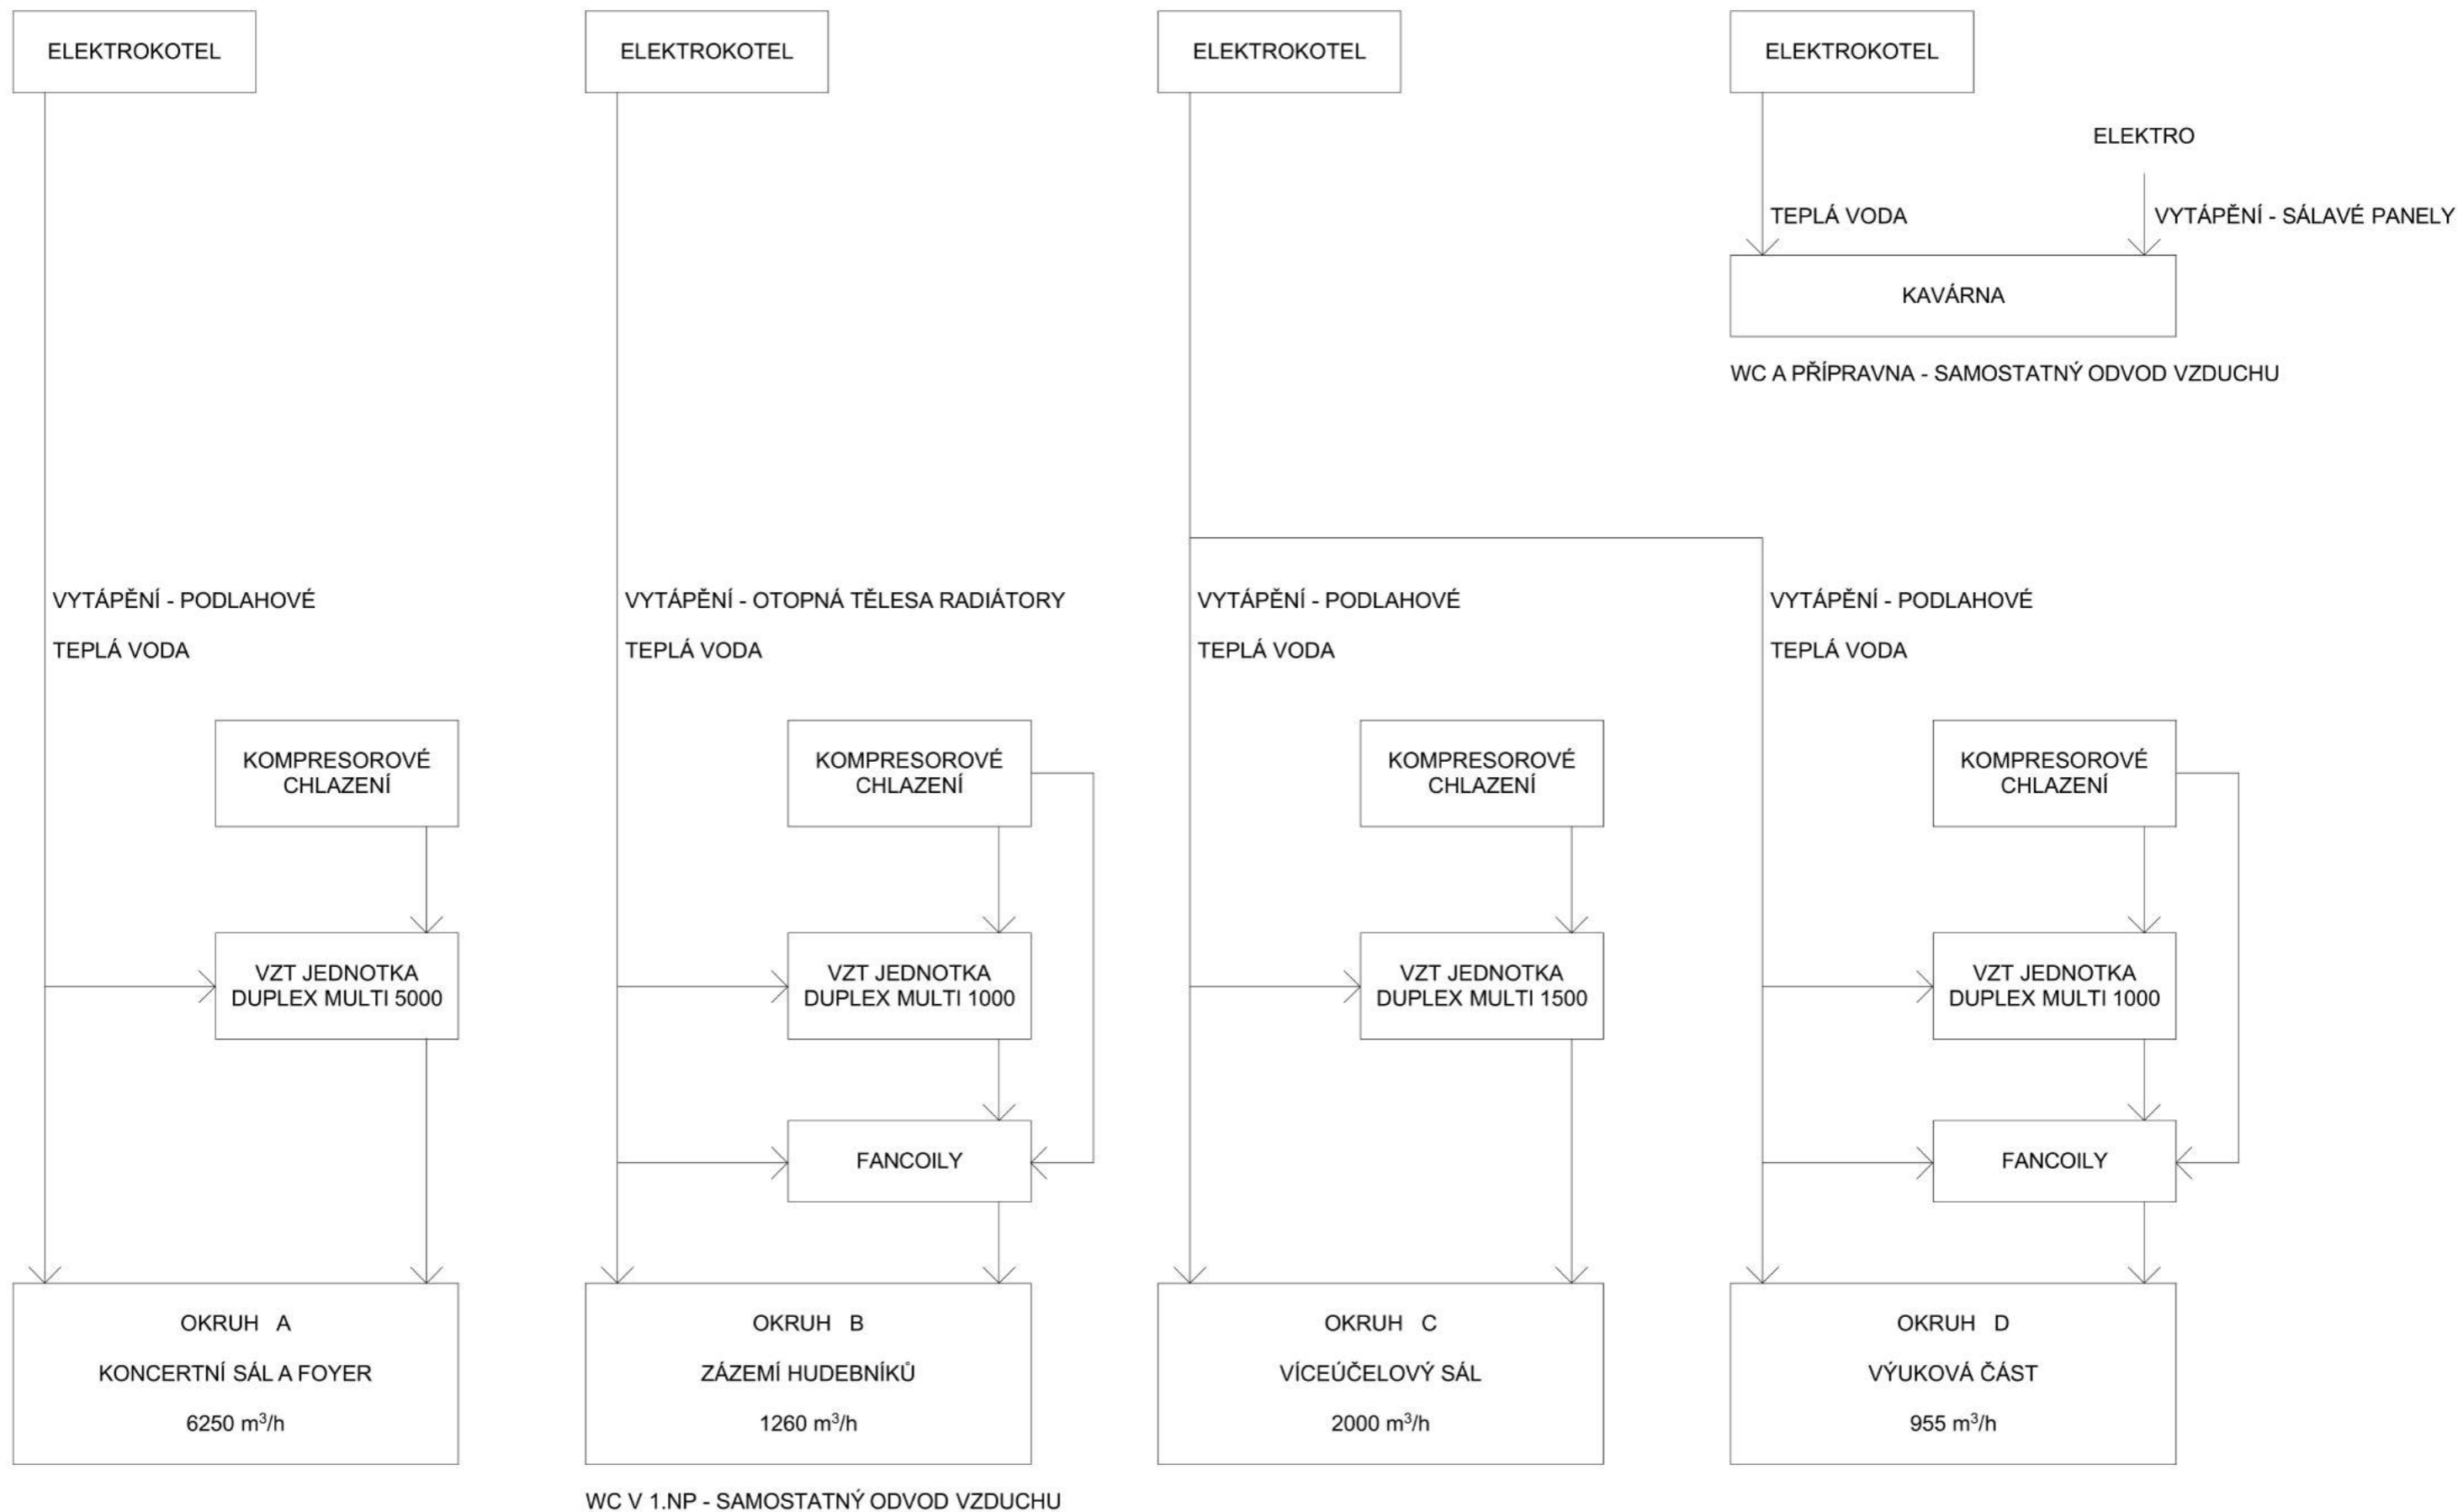 ELEKTROKOTEL
ELEKTROKOTEL
ELEKTROKOTEL
ELEKTROKOTEL
ELEKTRO
TEPLÁ VODA
VYTÁPĚNÍ - SÁLAVÉ PANELY
KAVÁRNA
WC A PŘÍPRAVNA - SAMOSTATNÝ ODVOD VZDUCHU
VYTÁPĚNÍ - PODLAHOVÉ
TEPLÁ VODA
VYTÁPĚNÍ - OTOPNÁ TĚLESA RADIÁTORY
TEPLÁ VODA
VYTÁPĚNÍ - PODLAHOVÉ
TEPLÁ VODA
VYTÁPĚNÍ - PODLAHOVÉ
TEPLÁ VODA
KOMPRESOROVÉ
CHLAZENÍ
KOMPRESOROVÉ
CHLAZENÍ
KOMPRESOROVÉ
CHLAZENÍ
KOMPRESOROVÉ
CHLAZENÍ
VZT JEDNOTKA
DUPLEX MULTI 5000
VZT JEDNOTKA
DUPLEX MULTI 1000
VZT JEDNOTKA
DUPLEX MULTI 1500
VZT JEDNOTKA
DUPLEX MULTI 1000
FANCOILY
FANCOILY
OKRUH A
KONCERTNÍ SÁL A FOYER
6250 m³/h
OKRUH B
ZÁZEMÍ HUDEBNÍKŮ
1260 m³/h
OKRUH C
VÍCEÚČELOVÝ SÁL
2000 m³/h
OKRUH D
VÝUKOVÁ ČÁST
955 m³/h
WC V 1.NP - SAMOSTATNÝ ODVOD VZDUCHU